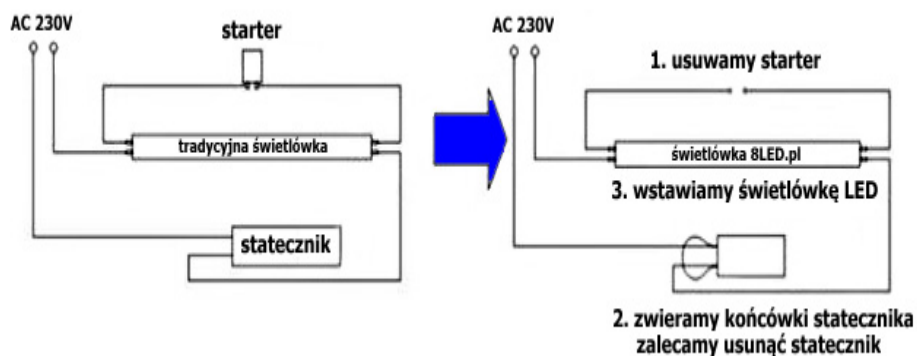 AC 230V
starter
tradycyjna świetlówka
statecznik
AC 230V
1. usuwamy starter
świetlówka 8LED.pl
3. wstawiamy świetlówkę LED
2. zwieramy końcówki statecznika
zalecamy usunąć statecznik